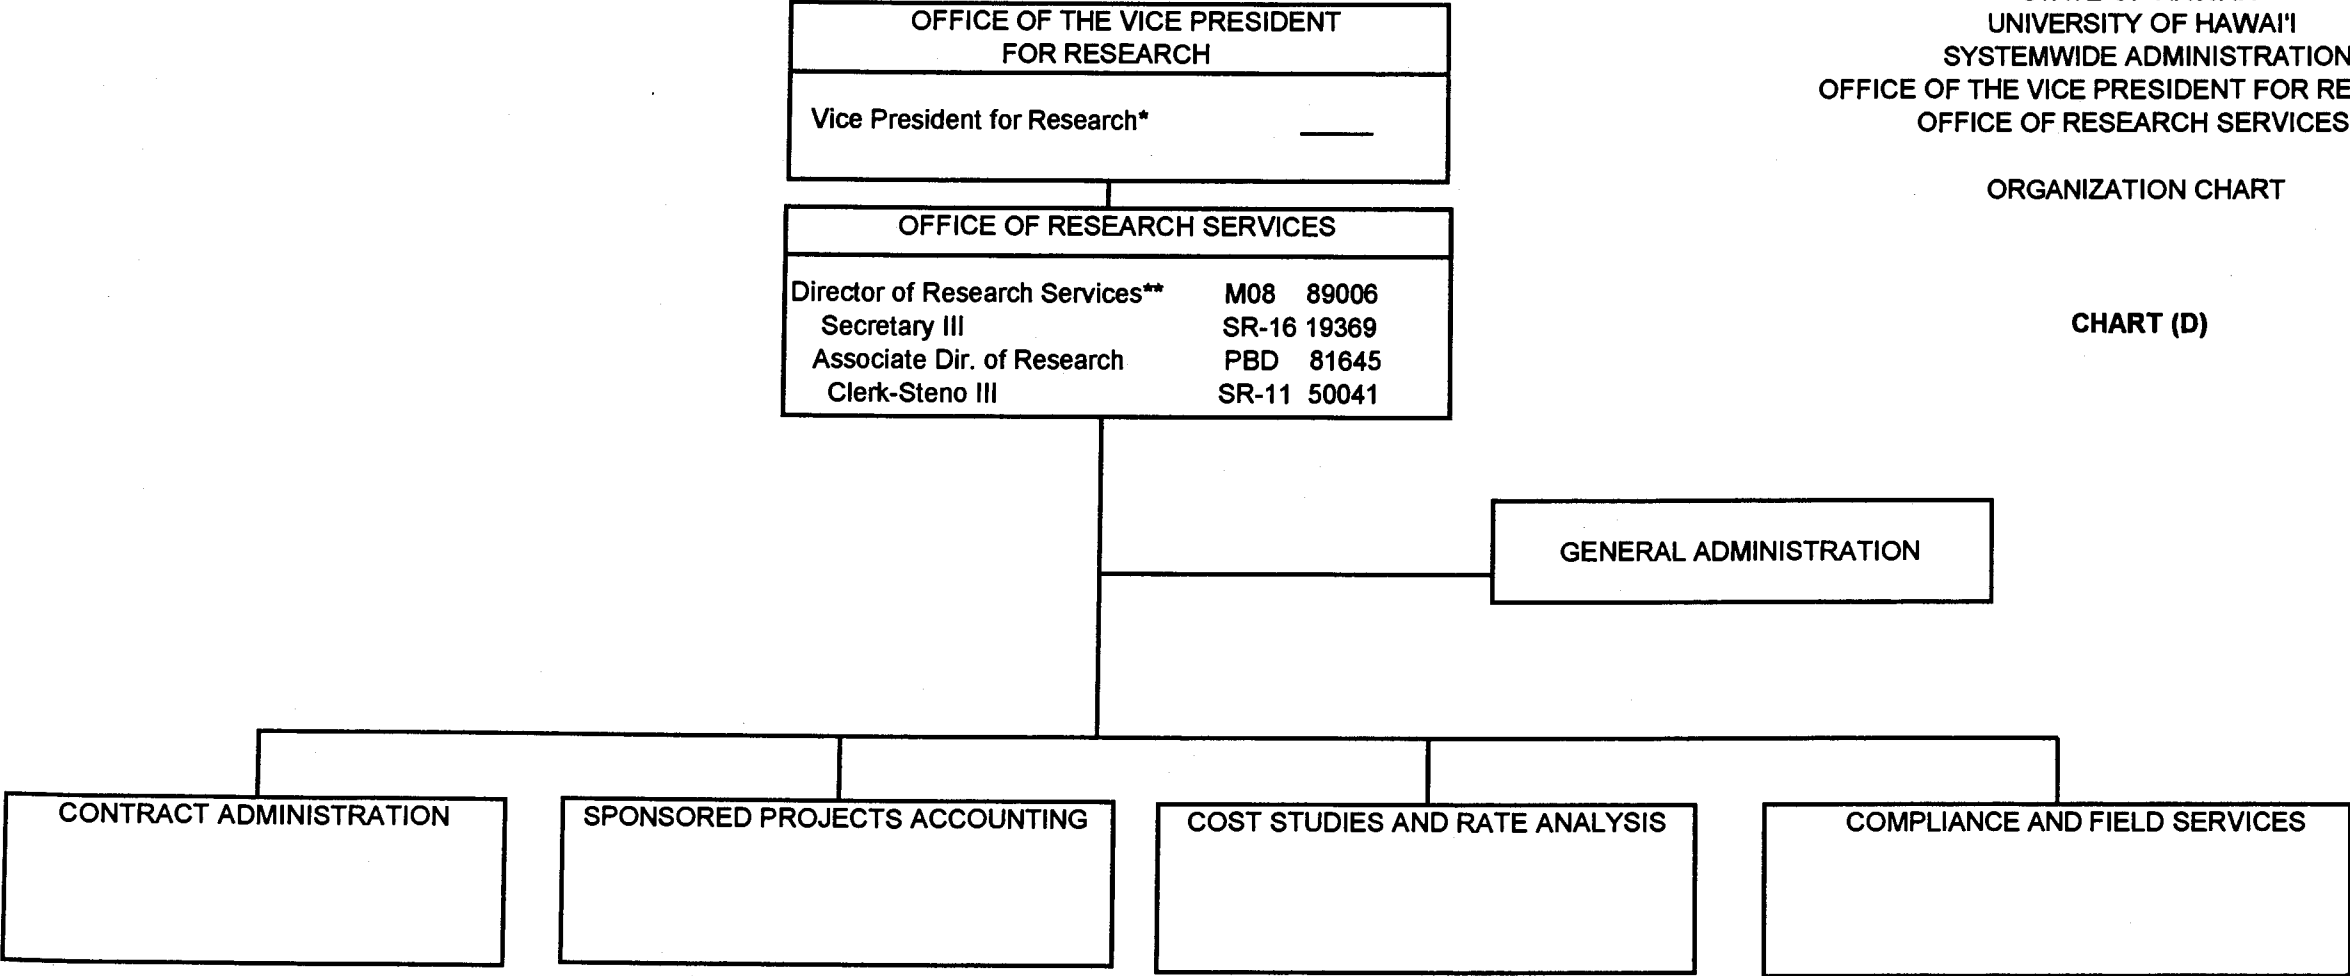 OFFICE OF THE VICE PRESIDENT
FOR RESEARCH
Vice President for Research*
UNIVERSITY OF HAWAI'I
SYSTEMWIDE ADMINISTRATION
OFFICE OF THE VICE PRESIDENT FOR RE
OFFICE OF RESEARCH SERVICES
ORGANIZATION CHART
CHART (D)
OFFICE OF RESEARCH SERVICES
Director of Research Services** M08 89006
Secretary III SR-16 19369
Associate Dir. of Research PBD 81645
Clerk-Steno III SR-11 50041
GENERAL ADMINISTRATION
CONTRACT ADMINISTRATION
SPONSORED PROJECTS ACCOUNTING
COST STUDIES AND RATE ANALYSIS
COMPLIANCE AND FIELD SERVICES